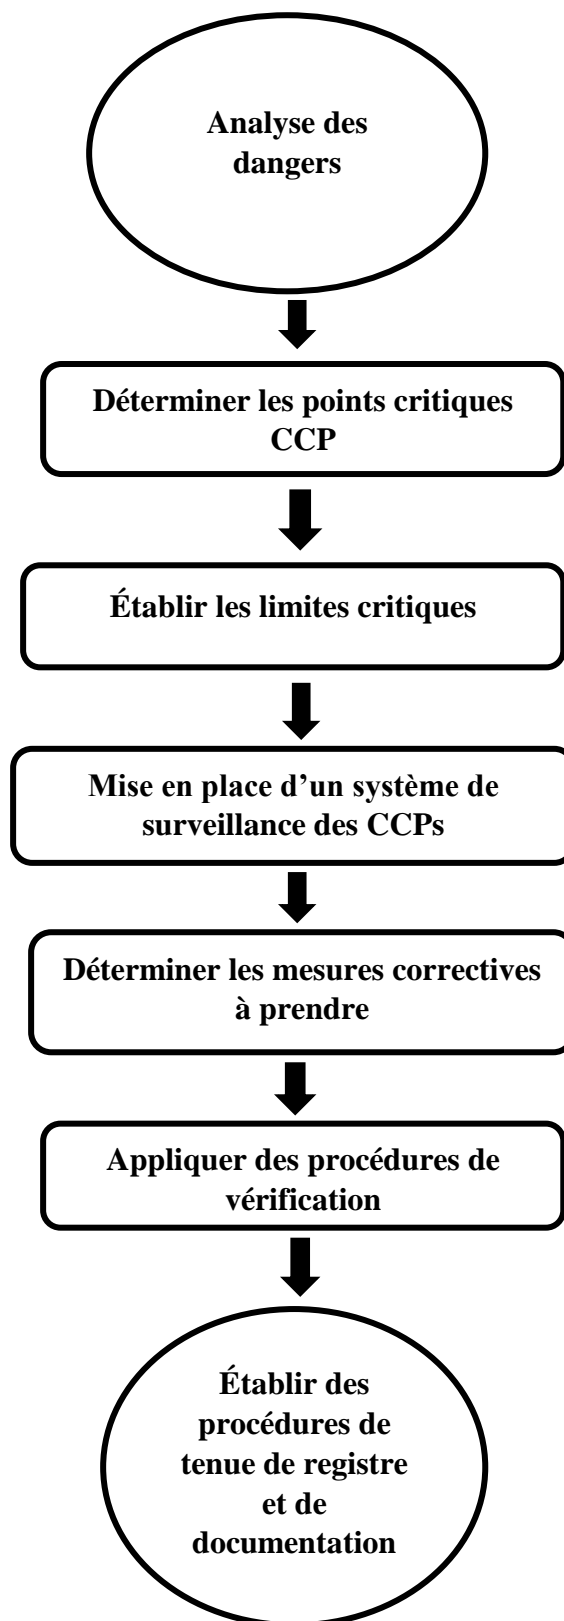 Analyse des
dangers
Déterminer les points critiques
CCP
Établir les limites critiques
Mise en place d’un système de
surveillance des CCPs
Déterminer les mesures correctives
à prendre
Appliquer des procédures de
vérification
Établir des
procédures de
tenue de registre
et de
documentation